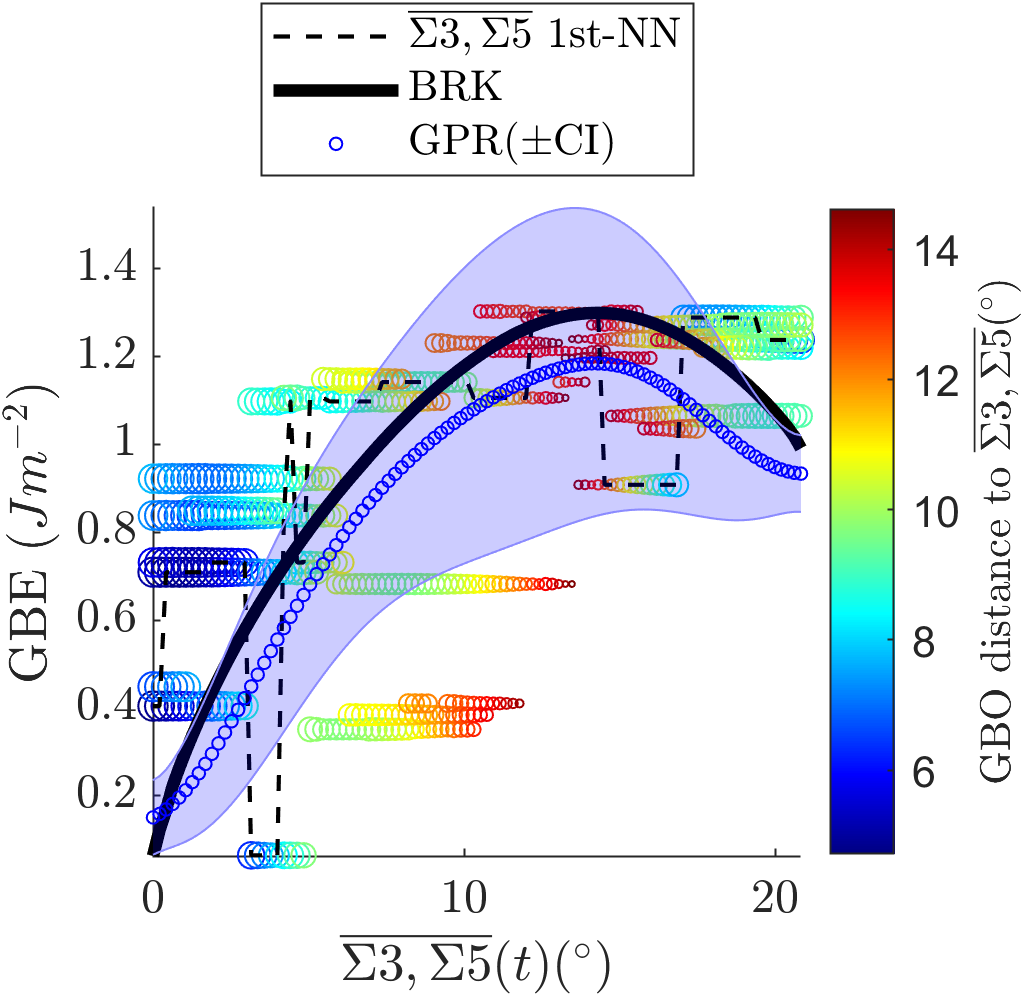 Σ3, Σ5 1st-NN
BRK
GPR(±CI)
GBE (Jm⁻²)
1.4
1.2
1
0.8
0.6
0.4
0.2
0
10
20
Σ3, Σ5(t)(°)
14
12
10
8
6
GBO distance to Σ3, Σ5(°)